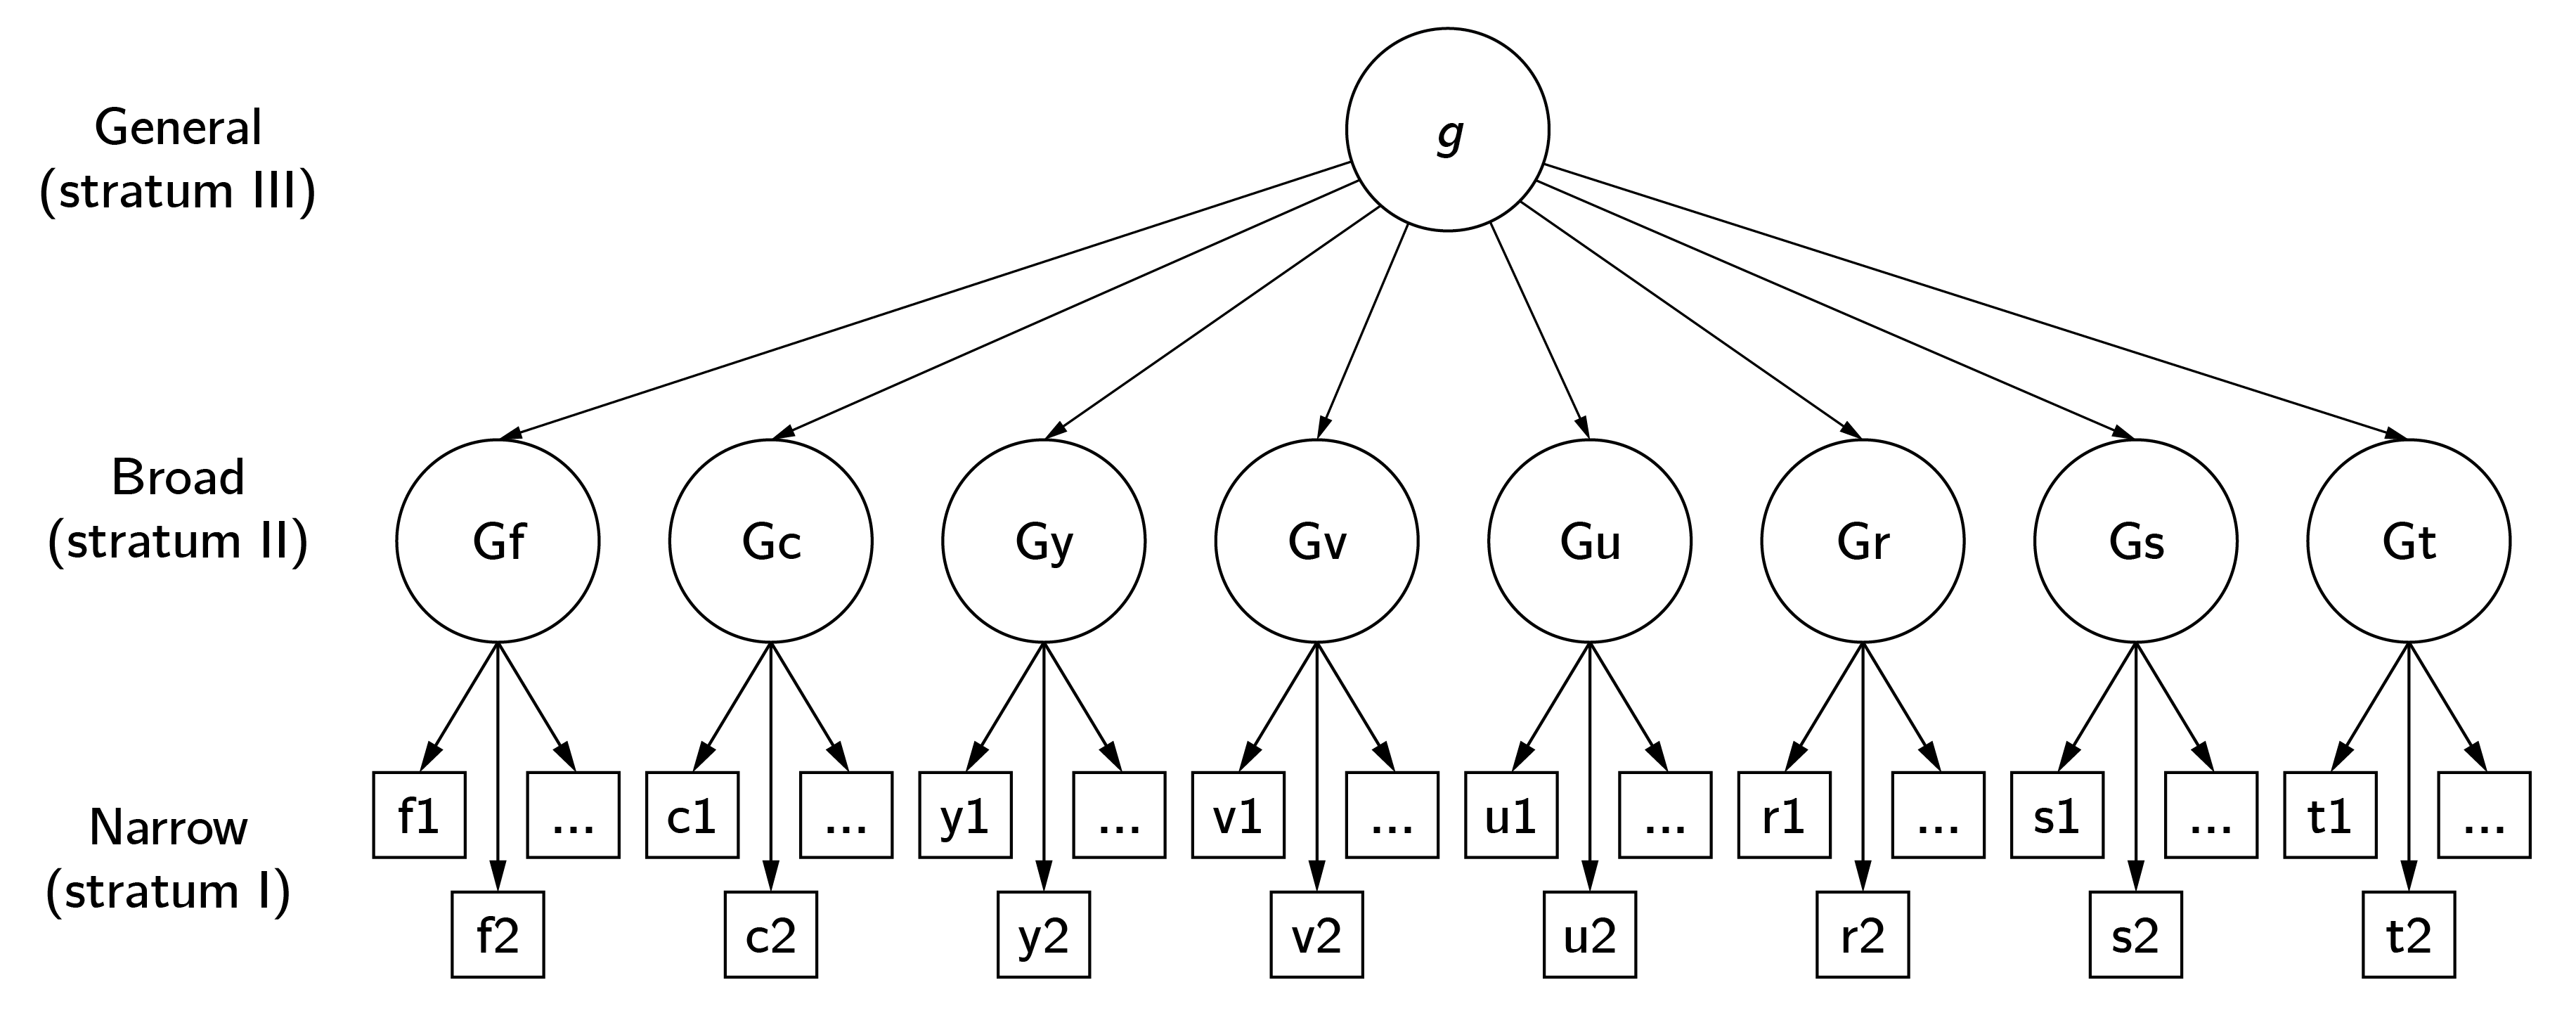 General
(stratum III)
g
Broad
(stratum II)
Gf Gc Gy Gv Gu Gr Gs Gt
Narrow
(stratum I)
f1 ... c1 ... y1 ... v1 ... u1 ... r1 ... s1 ... t1 ...
f2 c2 y2 v2 u2 r2 s2 t2